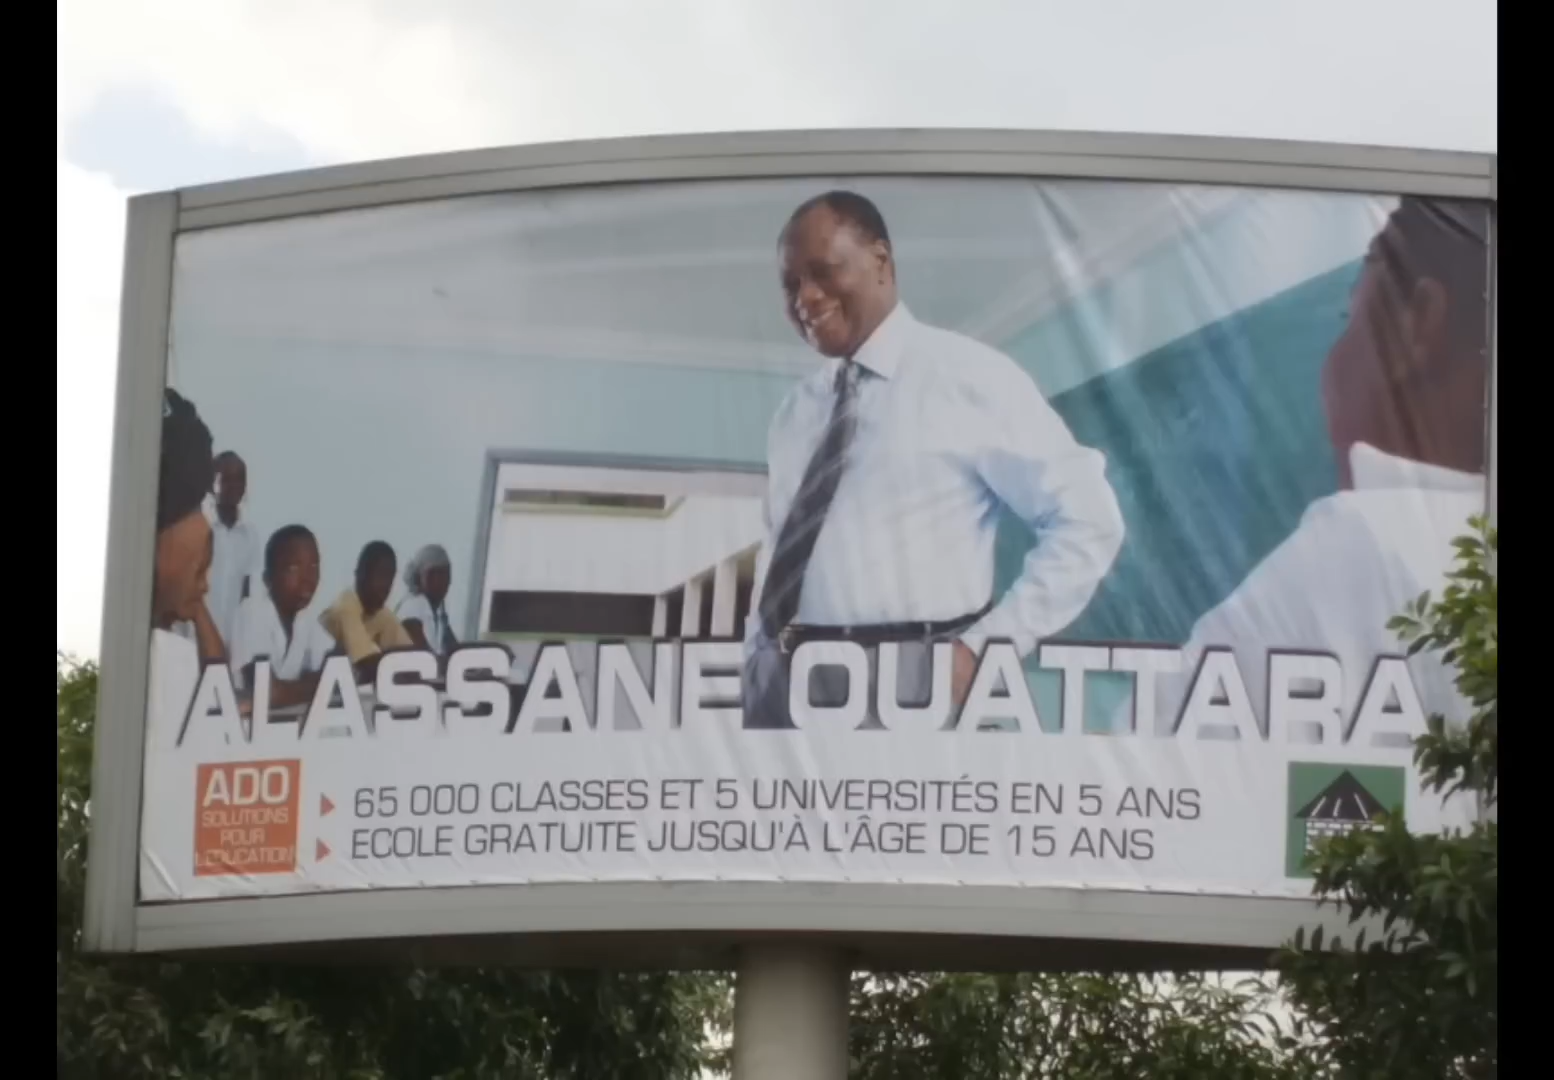 ALASSANE OUATTARA
ADO
SOLUTIONS
POUR
L'EDUCATION
65 000 CLASSES ET 5 UNIVERSITÉS EN 5 ANS
ECOLE GRATUITE JUSQU'À L'ÂGE DE 15 ANS